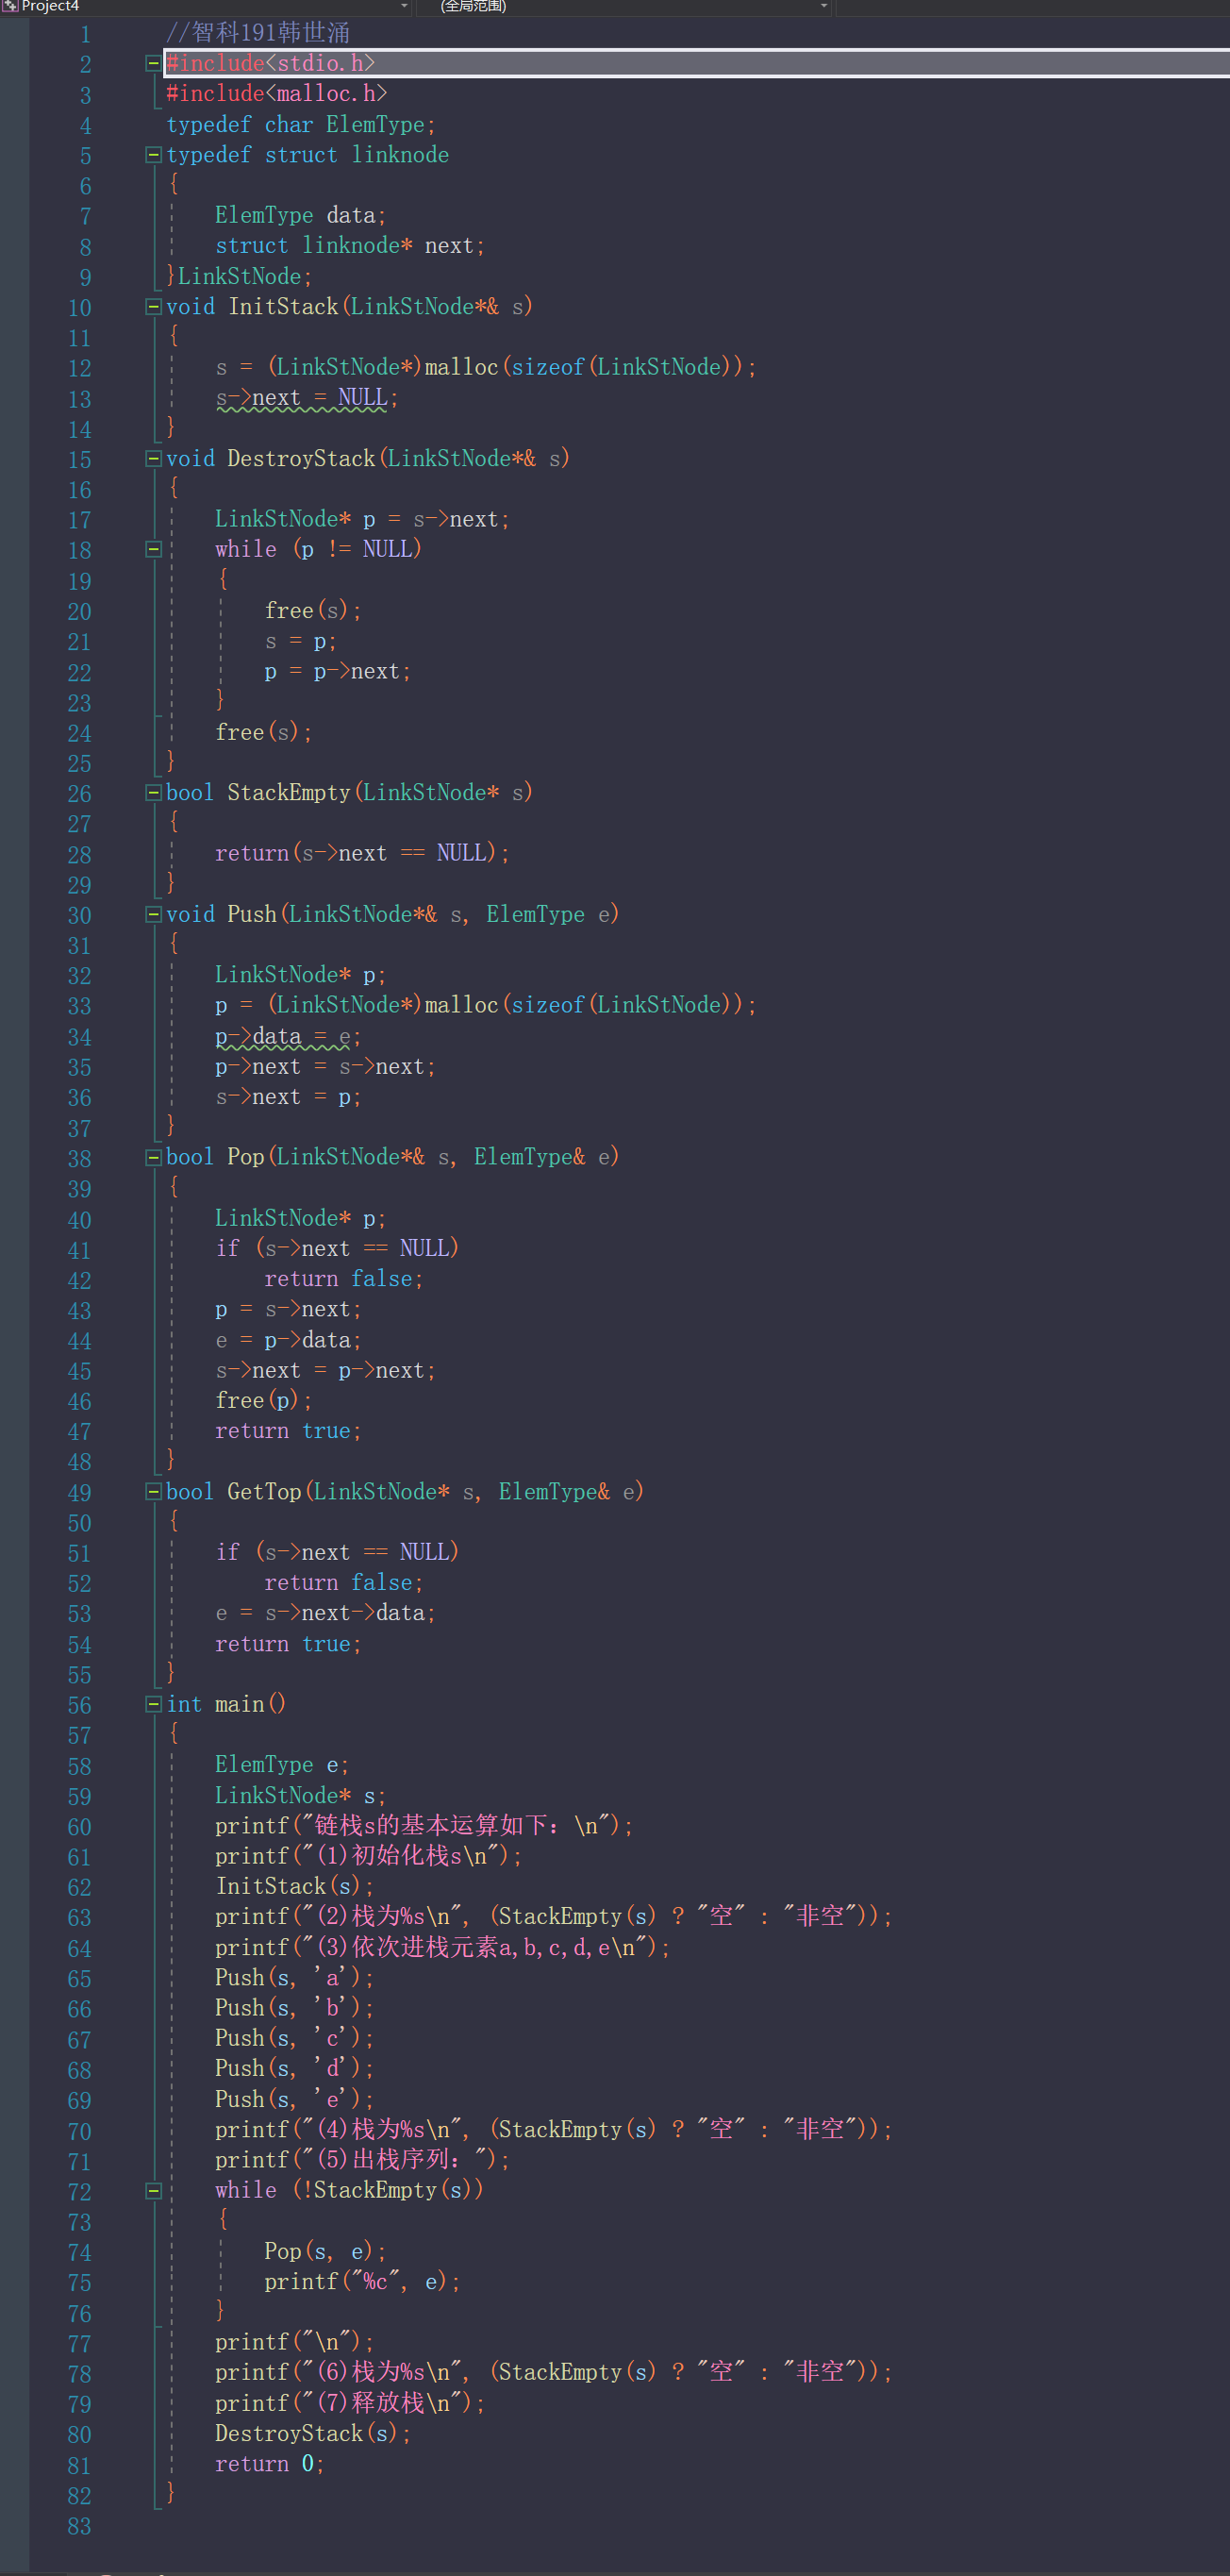 Project4 (全局范围)
1 //智科191韩世涌
2 #include<stdio.h>
3 #include<malloc.h>
4 typedef char ElemType;
5 typedef struct linknode
6 {
7 ElemType data;
8 struct linknode* next;
9 }LinkStNode;
10 void InitStack(LinkStNode*& s)
11 {
12 s = (LinkStNode*)malloc(sizeof(LinkStNode));
13 s->next = NULL;
14 }
15 void DestroyStack(LinkStNode*& s)
16 {
17 LinkStNode* p = s->next;
18 while (p != NULL)
19 {
20 free(s);
21 s = p;
22 p = p->next;
23 }
24 free(s);
25 }
26 bool StackEmpty(LinkStNode* s)
27 {
28 return(s->next == NULL);
29 }
30 void Push(LinkStNode*& s, ElemType e)
31 {
32 LinkStNode* p;
33 p = (LinkStNode*)malloc(sizeof(LinkStNode));
34 p->data = e;
35 p->next = s->next;
36 s->next = p;
37 }
38 bool Pop(LinkStNode*& s, ElemType& e)
39 {
40 LinkStNode* p;
41 if (s->next == NULL)
42 return false;
43 p = s->next;
44 e = p->data;
45 s->next = p->next;
46 free(p);
47 return true;
48 }
49 bool GetTop(LinkStNode* s, ElemType& e)
50 {
51 if (s->next == NULL)
52 return false;
53 e = s->next->data;
54 return true;
55 }
56 int main()
57 {
58 ElemType e;
59 LinkStNode* s;
60 printf("链栈s的基本运算如下：\n");
61 printf("(1)初始化栈s\n");
62 InitStack(s);
63 printf("(2)栈为%s\n", (StackEmpty(s) ? "空" : "非空"));
64 printf("(3)依次进栈元素a,b,c,d,e\n");
65 Push(s, 'a');
66 Push(s, 'b');
67 Push(s, 'c');
68 Push(s, 'd');
69 Push(s, 'e');
70 printf("(4)栈为%s\n", (StackEmpty(s) ? "空" : "非空"));
71 printf("(5)出栈序列：");
72 while (!StackEmpty(s))
73 {
74 Pop(s, e);
75 printf("%c", e);
76 }
77 printf("\n");
78 printf("(6)栈为%s\n", (StackEmpty(s) ? "空" : "非空"));
79 printf("(7)释放栈\n");
80 DestroyStack(s);
81 return 0;
82 }
83